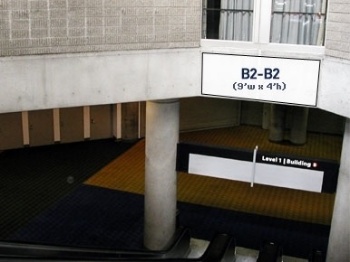 B2-B2
(9'w x 4'h)
Level 1 | Building